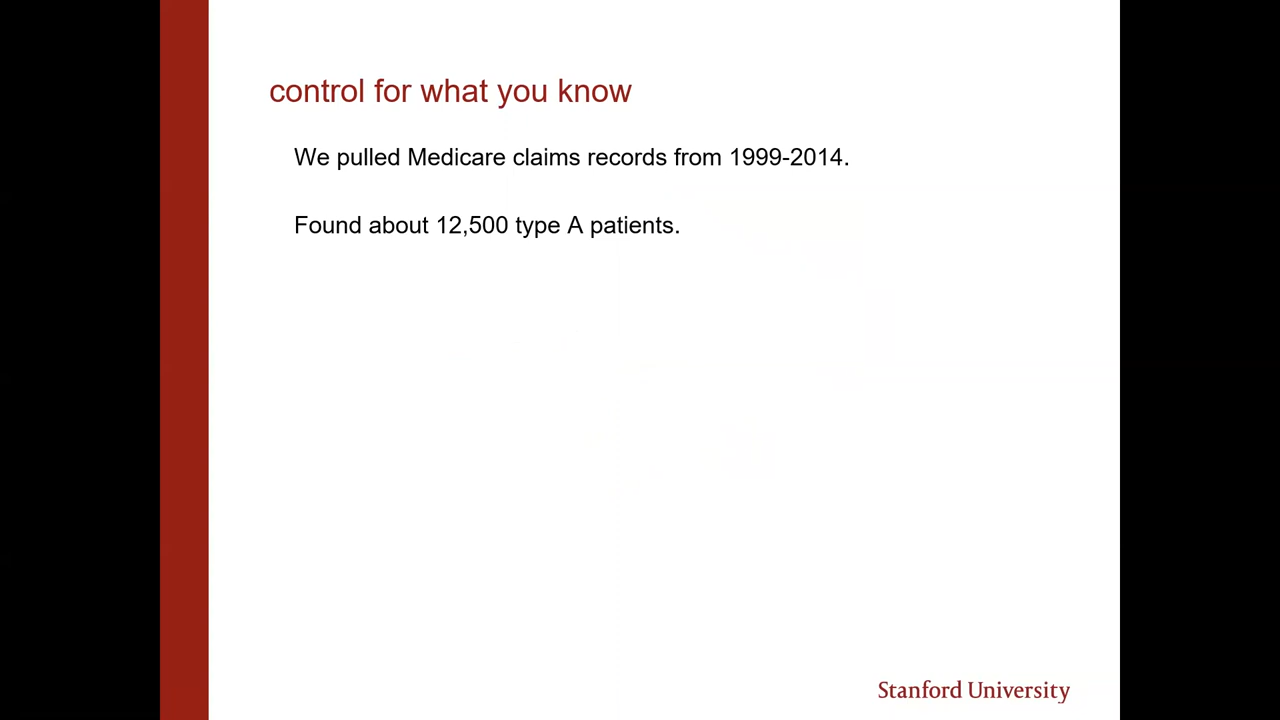 control for what you know
We pulled Medicare claims records from 1999-2014.
Found about 12,500 type A patients.
Stanford University